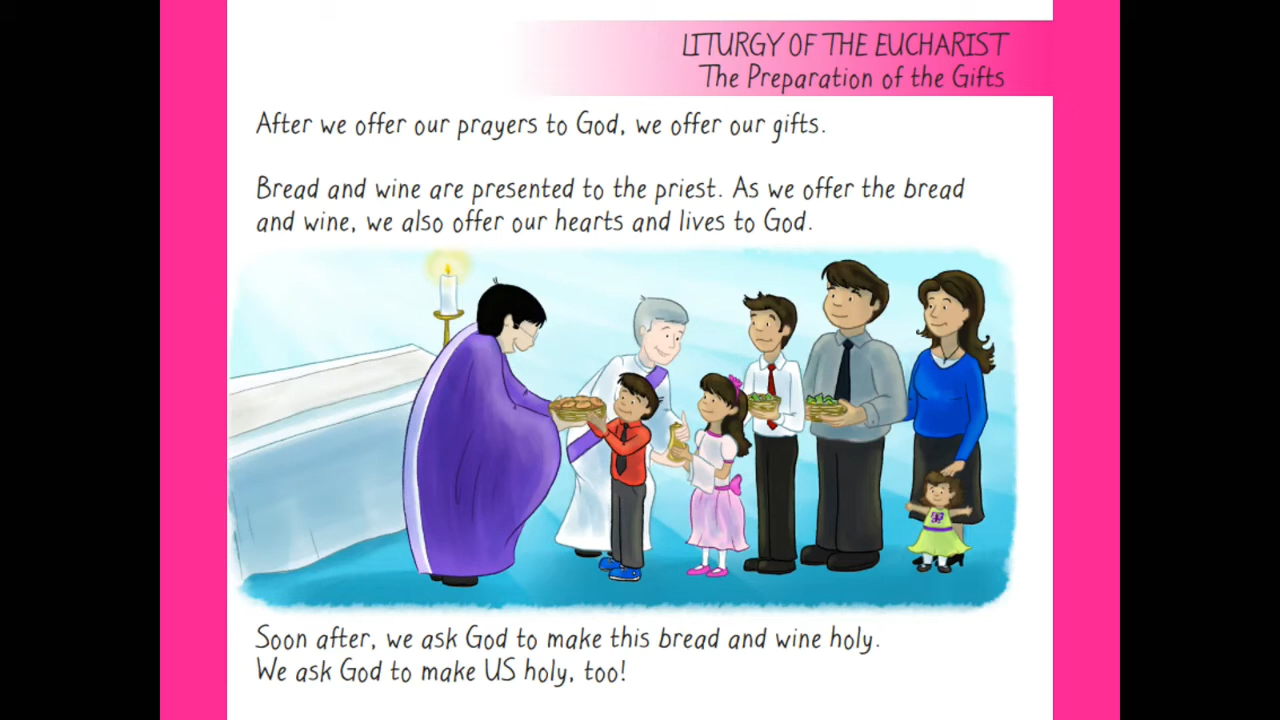 LITURGY OF THE EUCHARIST
The Preparation of the Gifts
After we offer our prayers to God, we offer our gifts.
Bread and wine are presented to the priest. As we offer the bread
and wine, we also offer our hearts and lives to God.
Soon after, we ask God to make this bread and wine holy.
We ask God to make US holy, too!